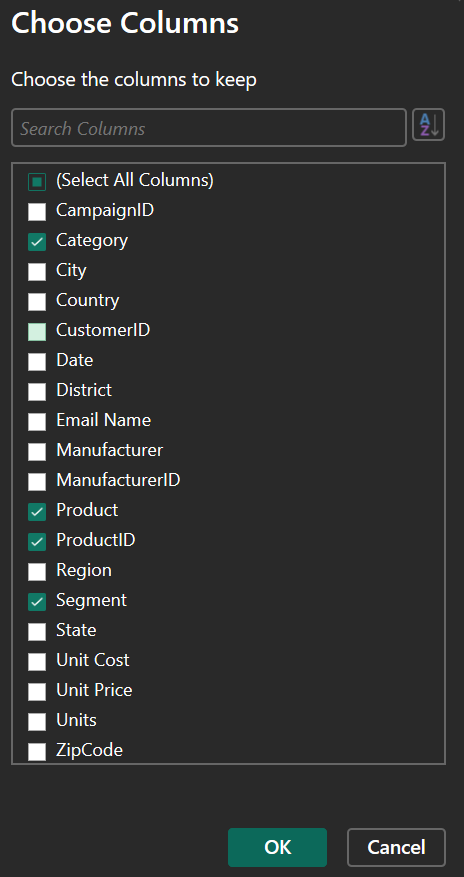 Choose Columns
Choose the columns to keep
Search Columns
AZ
(Select All Columns)
CampaignID
Category
City
Country
CustomerID
Date
District
Email Name
Manufacturer
ManufacturerID
Product
ProductID
Region
Segment
State
Unit Cost
Unit Price
Units
ZipCode
OK Cancel